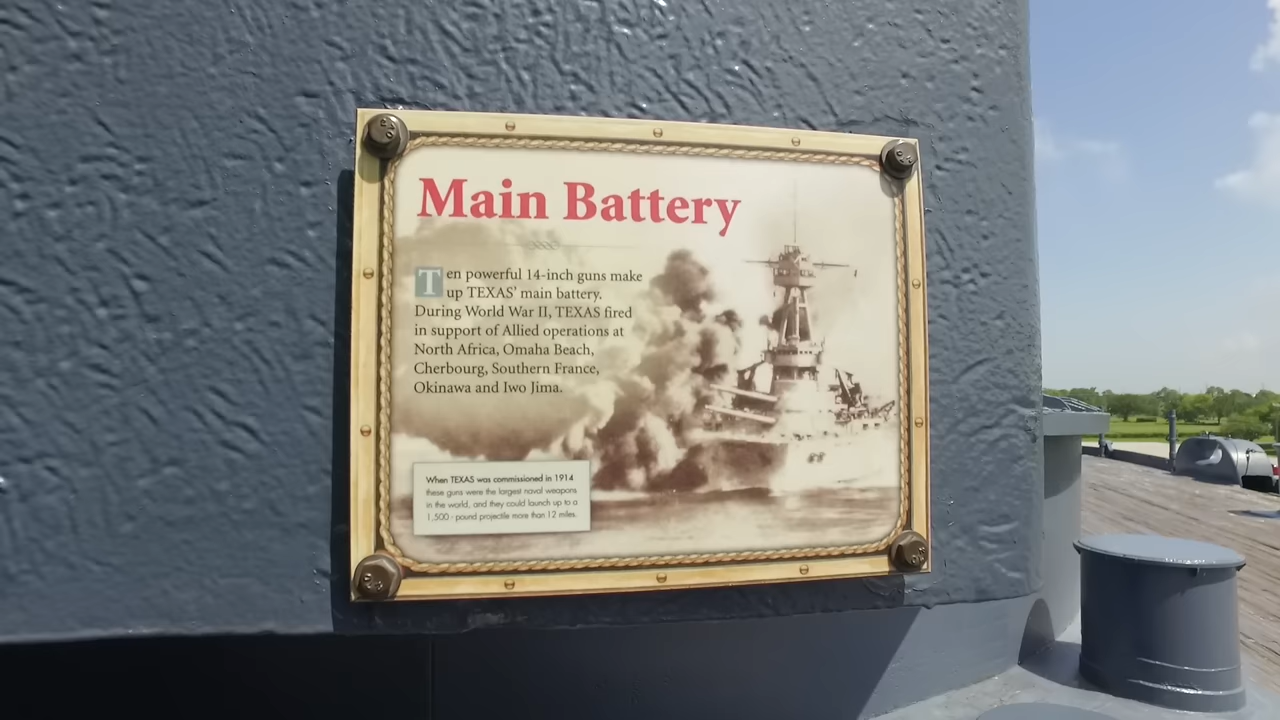 Main Battery
Ten powerful 14-inch guns make
up TEXAS' main battery.
During World War II, TEXAS fired
in support of Allied operations at
North Africa, Omaha Beach,
Cherbourg, Southern France,
Okinawa and Iwo Jima.
When TEXAS was commissioned in 1914
these guns were the largest naval weapons
in the world, and they could launch up to a
1,500 - pound projectile more than 12 miles.